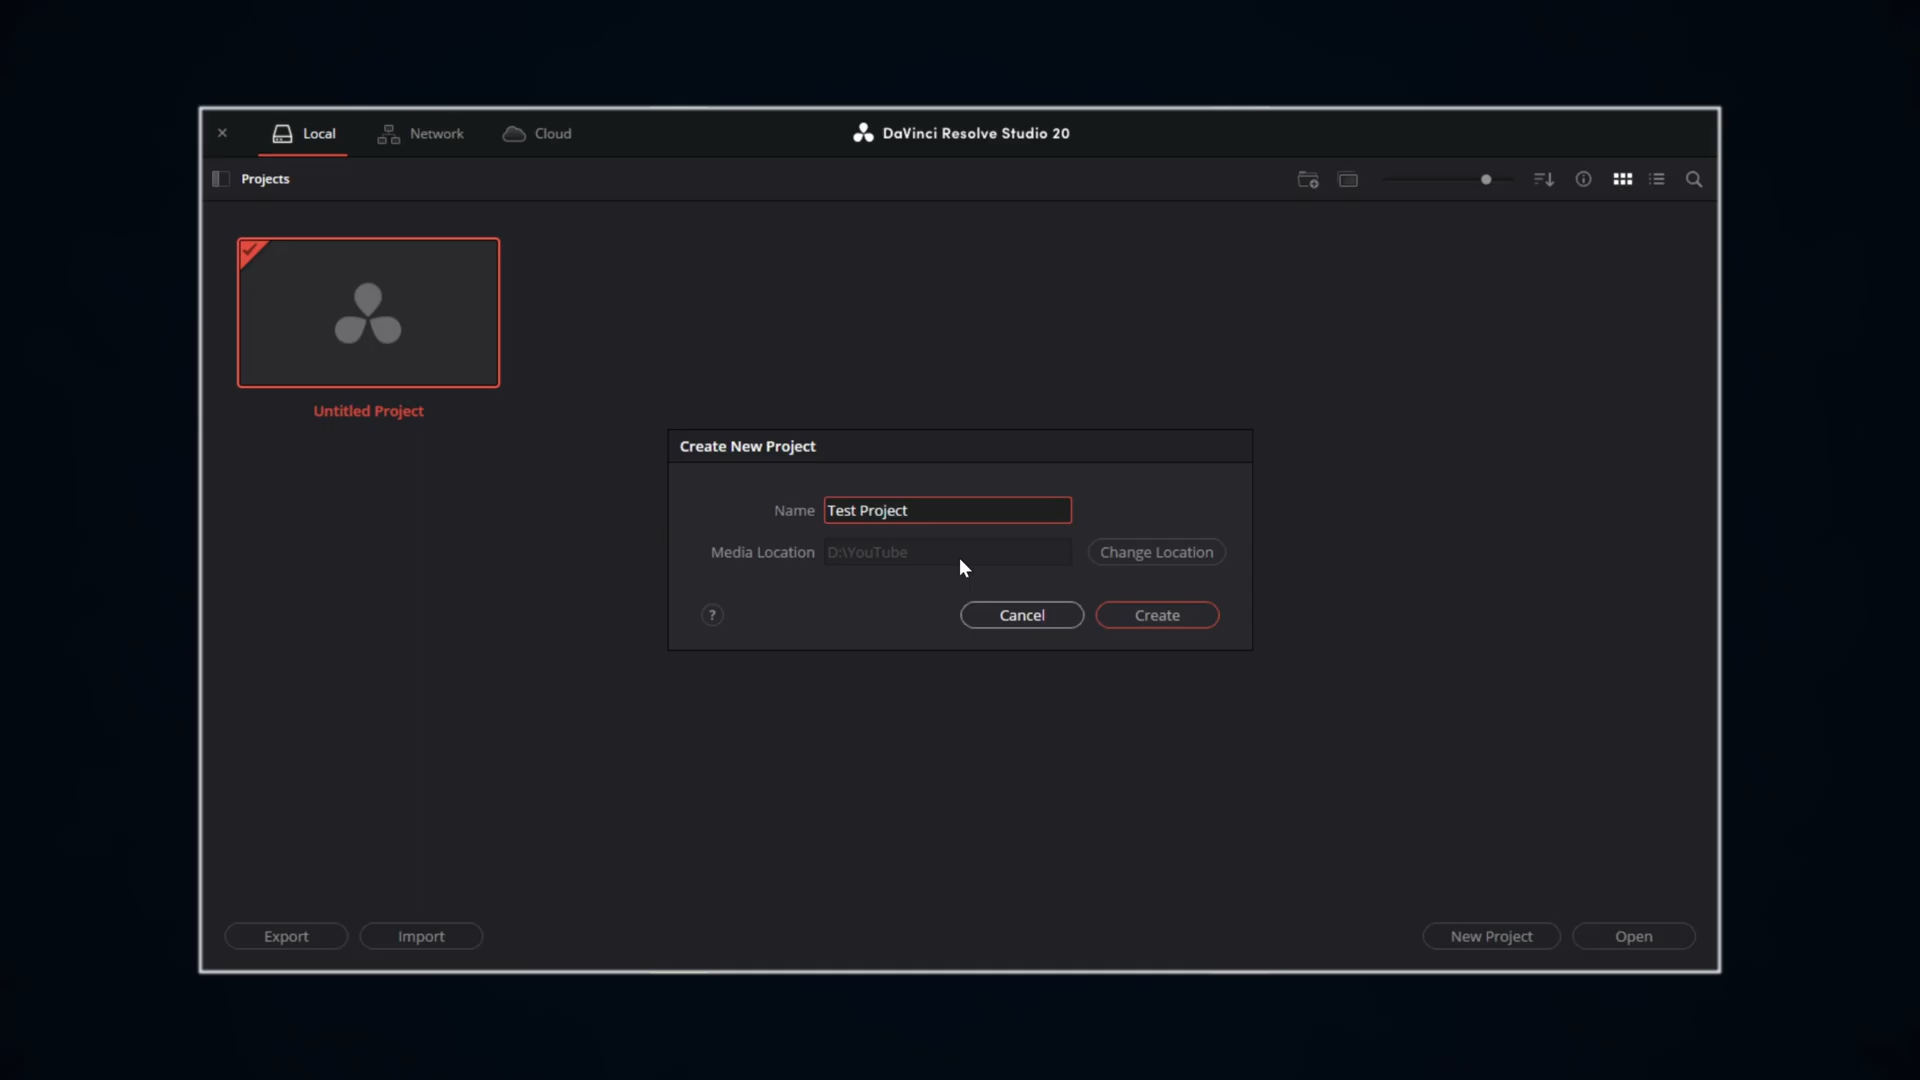 Local Network Cloud DaVinci Resolve Studio 20
Projects
Untitled Project
Create New Project
Name Test Project
Media Location D:\YouTube Change Location
? Cancel Create
Export Import New Project Open